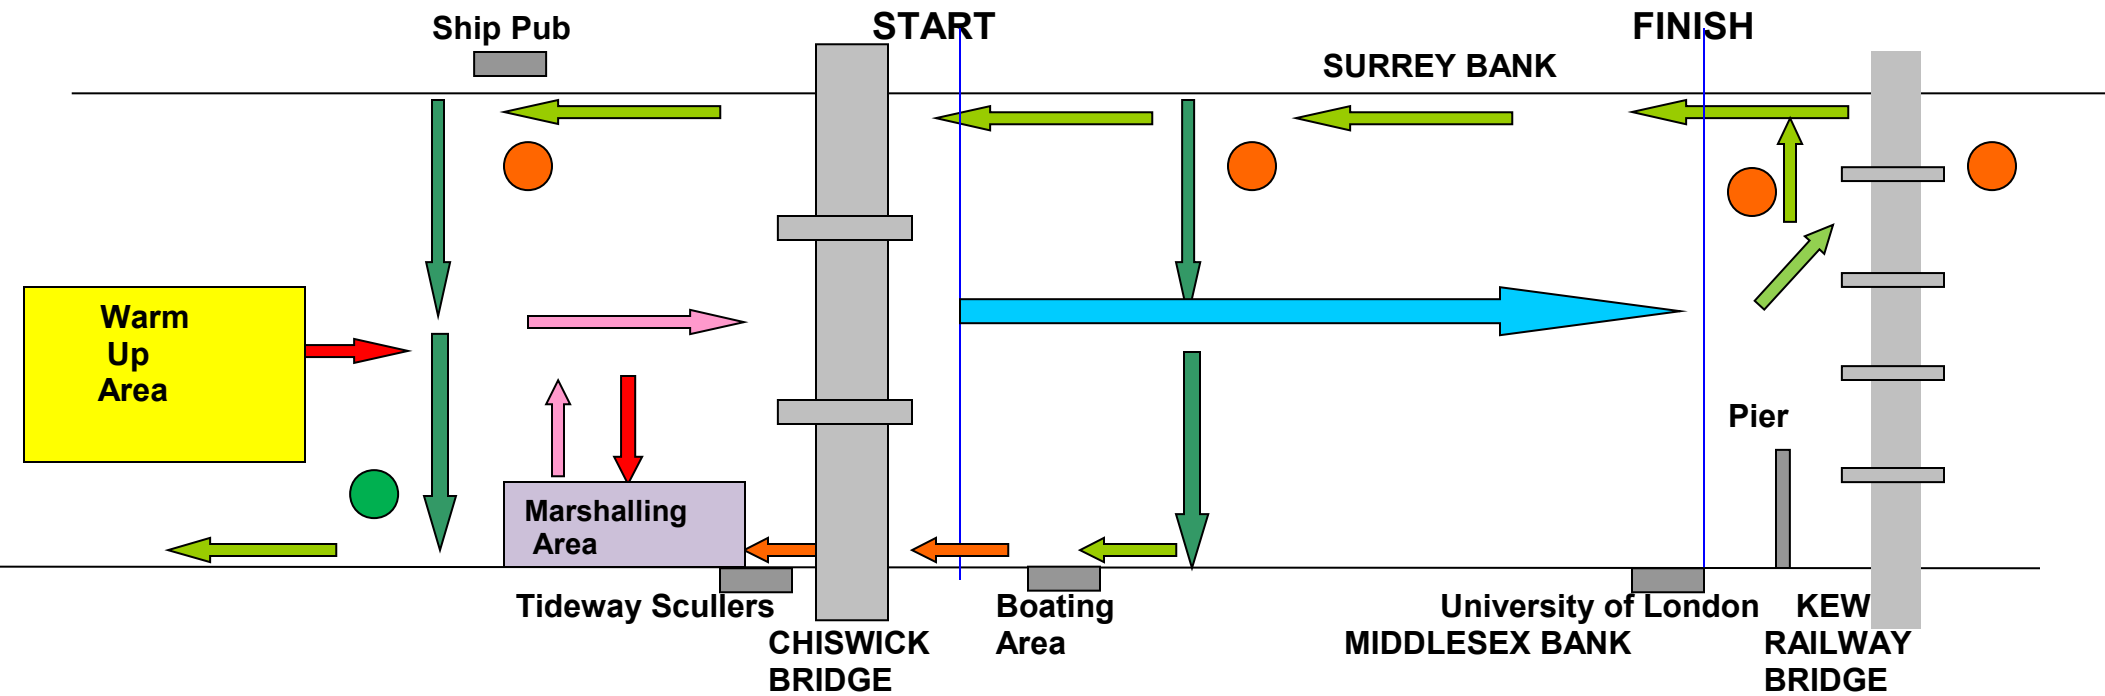 Ship Pub
START
FINISH
SURREY BANK
Warm
Up
Area
Pier
Marshalling
Area
Tideway Scullers
Boating
Area
University of London
KEW
RAILWAY
BRIDGE
CHISWICK
BRIDGE
MIDDLESEX BANK